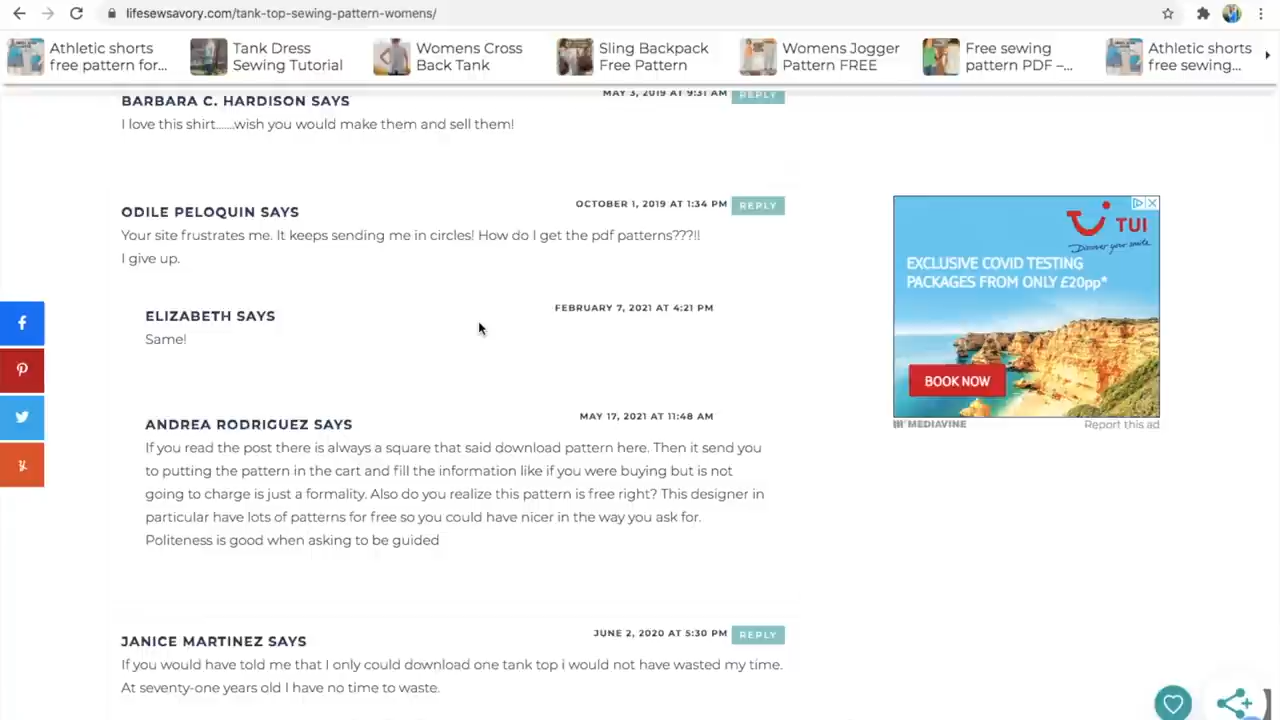 lifesewsavory.com/tank-top-sewing-pattern-womens/
Athletic shorts
free pattern for...
Tank Dress
Sewing Tutorial
Womens Cross
Back Tank
Sling Backpack
Free Pattern
Womens Jogger
Pattern FREE
Free sewing
pattern PDF –...
Athletic shorts
free sewing...
BARBARA C. HARDISON SAYS
MAY 3, 2019 AT 9:31 AM
REPLY
I love this shirt.......wish you would make them and sell them!
ODILE PELOQUIN SAYS
OCTOBER 1, 2019 AT 1:34 PM
REPLY
Your site frustrates me. It keeps sending me in circles! How do I get the pdf patterns???!!
I give up.
ELIZABETH SAYS
FEBRUARY 7, 2021 AT 4:21 PM
Same!
ANDREA RODRIGUEZ SAYS
MAY 17, 2021 AT 11:48 AM
If you read the post there is always a square that said download pattern here. Then it send you
to putting the pattern in the cart and fill the information like if you were buying but is not
going to charge is just a formality. Also do you realize this pattern is free right? This designer in
particular have lots of patterns for free so you could have nicer in the way you ask for.
Politeness is good when asking to be guided
JANICE MARTINEZ SAYS
JUNE 2, 2020 AT 5:30 PM
REPLY
If you would have told me that I only could download one tank top i would not have wasted my time.
At seventy-one years old I have no time to waste.
TUI
Discover your smile
EXCLUSIVE COVID TESTING
PACKAGES FROM ONLY £20pp*
BOOK NOW
MEDIAVINE
Report this ad